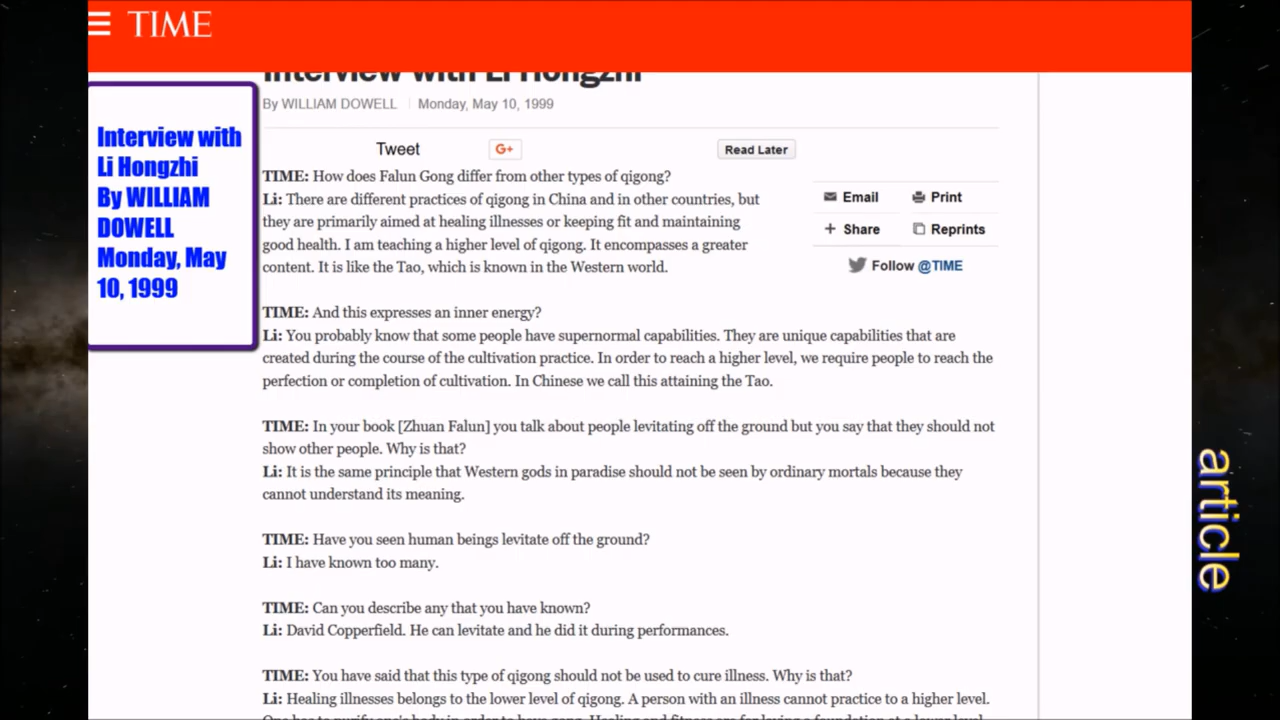 TIME
Interview with Li Hongzhi
By WILLIAM DOWELL
Monday, May 10, 1999
Interview with
Li Hongzhi
By WILLIAM
DOWELL
Monday, May
10, 1999
Tweet
G+
Read Later
Email
Print
Share
Reprints
Follow @TIME
TIME: How does Falun Gong differ from other types of qigong?
Li: There are different practices of qigong in China and in other countries, but
they are primarily aimed at healing illnesses or keeping fit and maintaining
good health. I am teaching a higher level of qigong. It encompasses a greater
content. It is like the Tao, which is known in the Western world.
TIME: And this expresses an inner energy?
Li: You probably know that some people have supernormal capabilities. They are unique capabilities that are
created during the course of the cultivation practice. In order to reach a higher level, we require people to reach the
perfection or completion of cultivation. In Chinese we call this attaining the Tao.
TIME: In your book [Zhuan Falun] you talk about people levitating off the ground but you say that they should not
show other people. Why is that?
Li: It is the same principle that Western gods in paradise should not be seen by ordinary mortals because they
cannot understand its meaning.
TIME: Have you seen human beings levitate off the ground?
Li: I have known too many.
TIME: Can you describe any that you have known?
Li: David Copperfield. He can levitate and he did it during performances.
TIME: You have said that this type of qigong should not be used to cure illness. Why is that?
Li: Healing illnesses belongs to the lower level of qigong. A person with an illness cannot practice to a higher level.
article